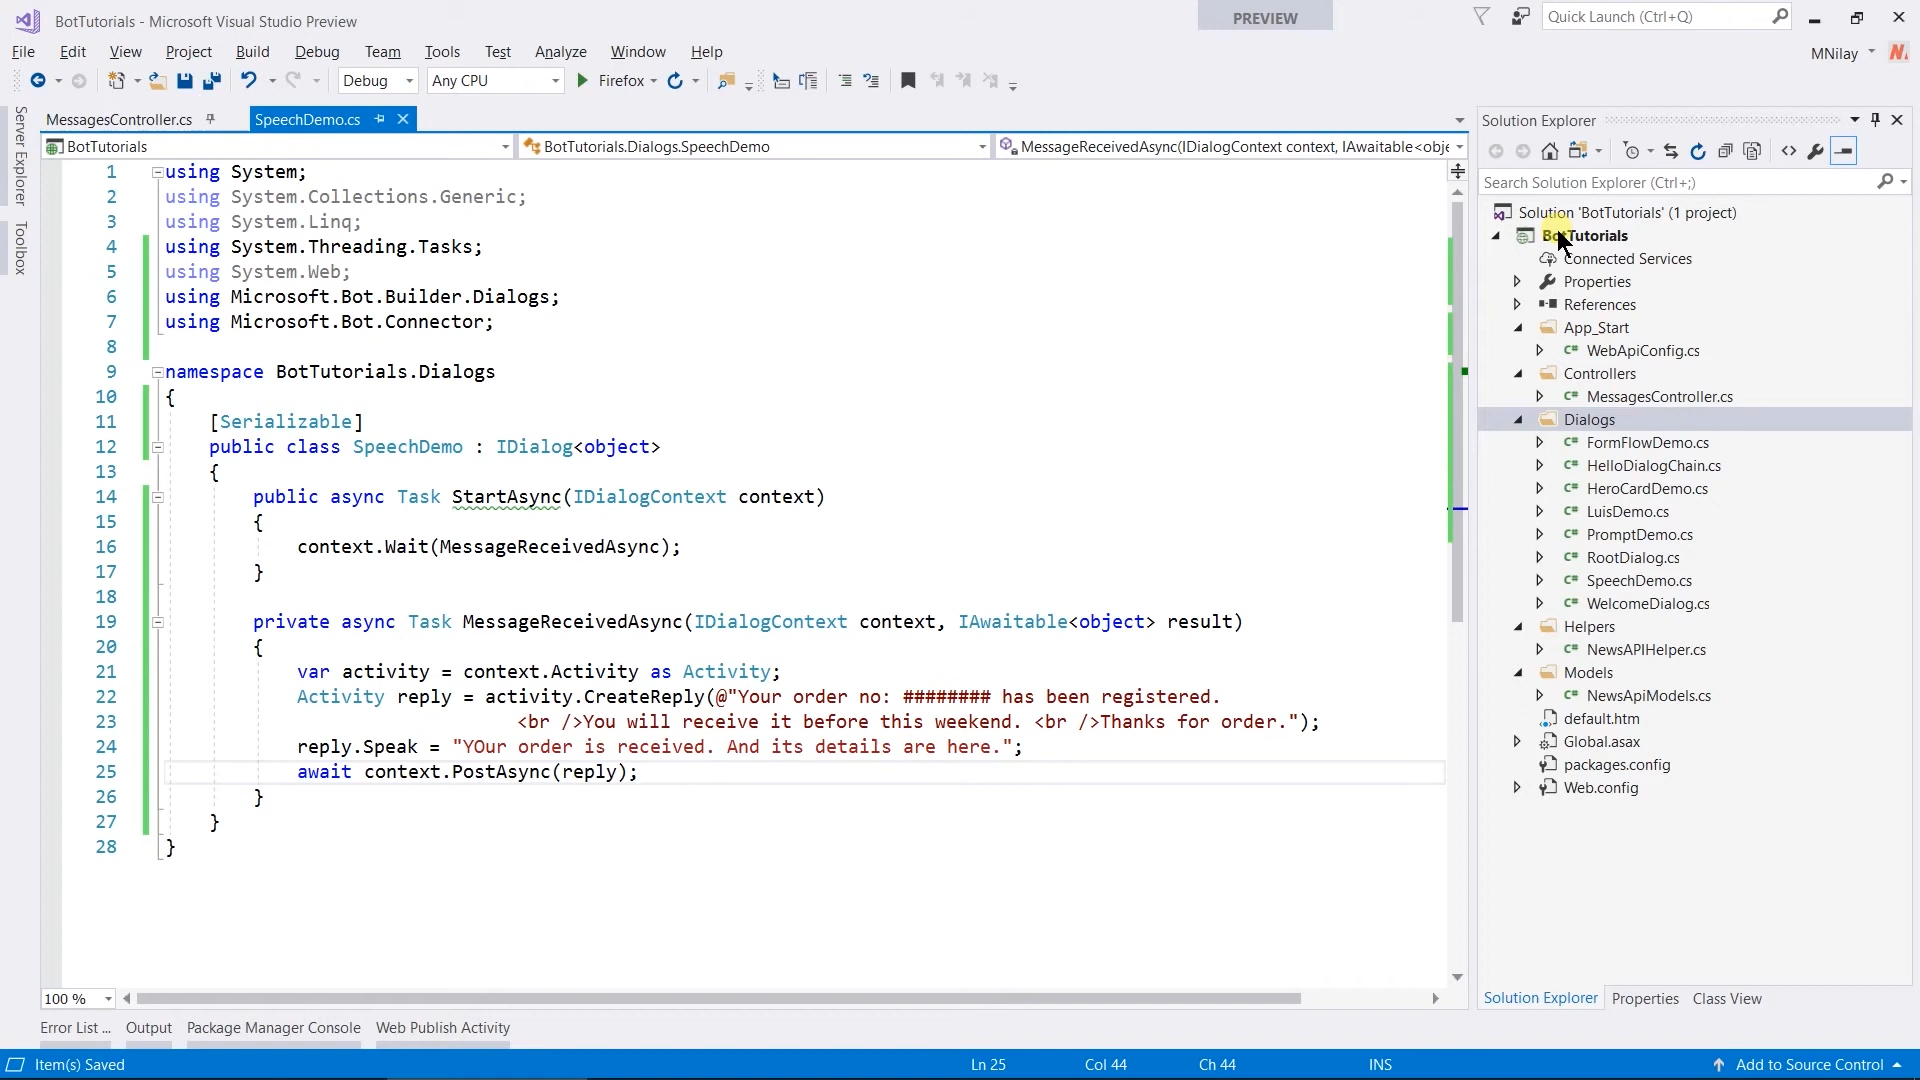 BotTutorials - Microsoft Visual Studio Preview
PREVIEW
Quick Launch (Ctrl+Q)
File Edit View Project Build Debug Team Tools Test Analyze Window Help
MNilay
Debug Any CPU Firefox
Server Explorer
Toolbox
MessagesController.cs SpeechDemo.cs
BotTutorials BotTutorials.Dialogs.SpeechDemo MessageReceivedAsync(IDialogContext context, IAwaitable<obje
1 using System;
2 using System.Collections.Generic;
3 using System.Linq;
4 using System.Threading.Tasks;
5 using System.Web;
6 using Microsoft.Bot.Builder.Dialogs;
7 using Microsoft.Bot.Connector;
8
9 namespace BotTutorials.Dialogs
10 {
11 [Serializable]
12 public class SpeechDemo : IDialog<object>
13 {
14 public async Task StartAsync(IDialogContext context)
15 {
16 context.Wait(MessageReceivedAsync);
17 }
18
19 private async Task MessageReceivedAsync(IDialogContext context, IAwaitable<object> result)
20 {
21 var activity = context.Activity as Activity;
22 Activity reply = activity.CreateReply(@"Your order no: ######## has been registered.
23 <br />You will receive it before this weekend. <br />Thanks for order.");
24 reply.Speak = "YOur order is received. And its details are here.";
25 await context.PostAsync(reply);
26 }
27 }
28 }
100 %
Solution Explorer
Search Solution Explorer (Ctrl+;)
Solution 'BotTutorials' (1 project)
BotTutorials
Connected Services
Properties
References
App_Start
C# WebApiConfig.cs
Controllers
C# MessagesController.cs
Dialogs
C# FormFlowDemo.cs
C# HelloDialogChain.cs
C# HeroCardDemo.cs
C# LuisDemo.cs
C# PromptDemo.cs
C# RootDialog.cs
C# SpeechDemo.cs
C# WelcomeDialog.cs
Helpers
C# NewsAPIHelper.cs
Models
C# NewsApiModels.cs
default.htm
Global.asax
packages.config
Web.config
Solution Explorer Properties Class View
Error List ... Output Package Manager Console Web Publish Activity
Item(s) Saved Ln 25 Col 44 Ch 44 INS Add to Source Control